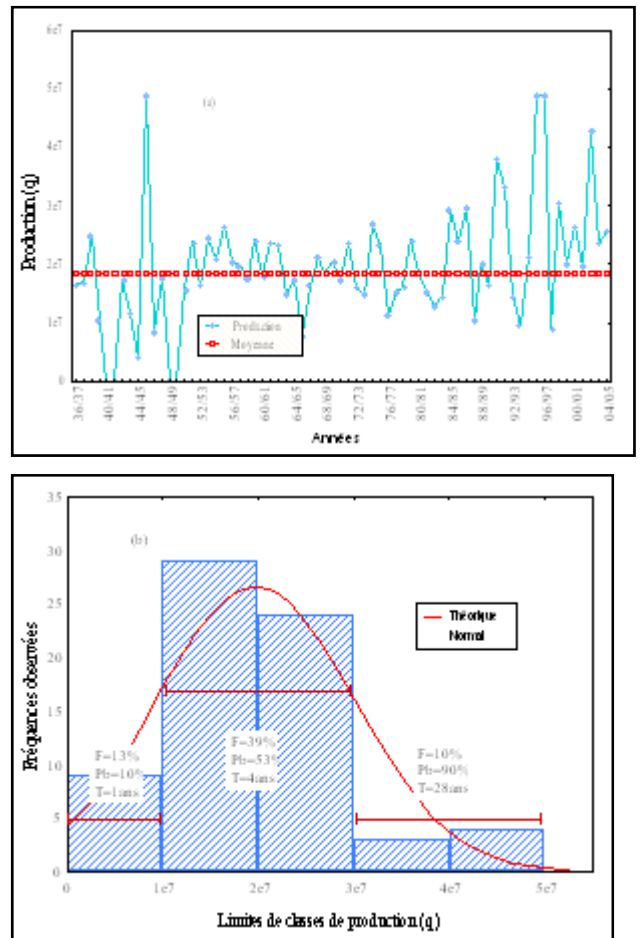 6e7
5e7
4e7
3e7
2e7
1e7
0
Production (q)
(a)
Production
Moyenne
36/37
40/41
44/45
48/49
52/53
56/57
60/61
64/65
68/69
72/73
76/77
80/81
84/85
88/89
92/93
96/97
00/01
04/05
Années
35
30
25
20
15
10
5
0
Fréquences observées
(b)
Théorique
Normal
F=13%
Pb=10%
T=1ans
F=39%
Pb=53%
T=4ans
F=10%
Pb=90%
T=28ans
0
1e7
2e7
3e7
4e7
5e7
Limites de classes de production (q)